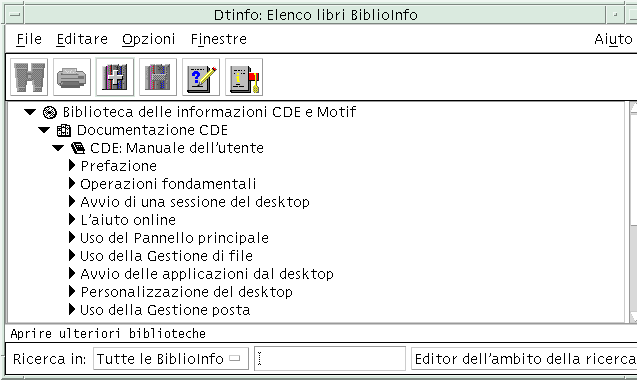 Dtinfo: Elenco libri BiblioInfo
File Editare Opzioni Finestre Aiuto
Biblioteca delle informazioni CDE e Motif
Documentazione CDE
CDE: Manuale dell'utente
Prefazione
Operazioni fondamentali
Avvio di una sessione del desktop
L'aiuto online
Uso del Pannello principale
Uso della Gestione di file
Avvio delle applicazioni dal desktop
Personalizzazione del desktop
Uso della Gestione posta
Aprire ulteriori biblioteche
Ricerca in: Tutte le BiblioInfo Editor dell'ambito della ricerca